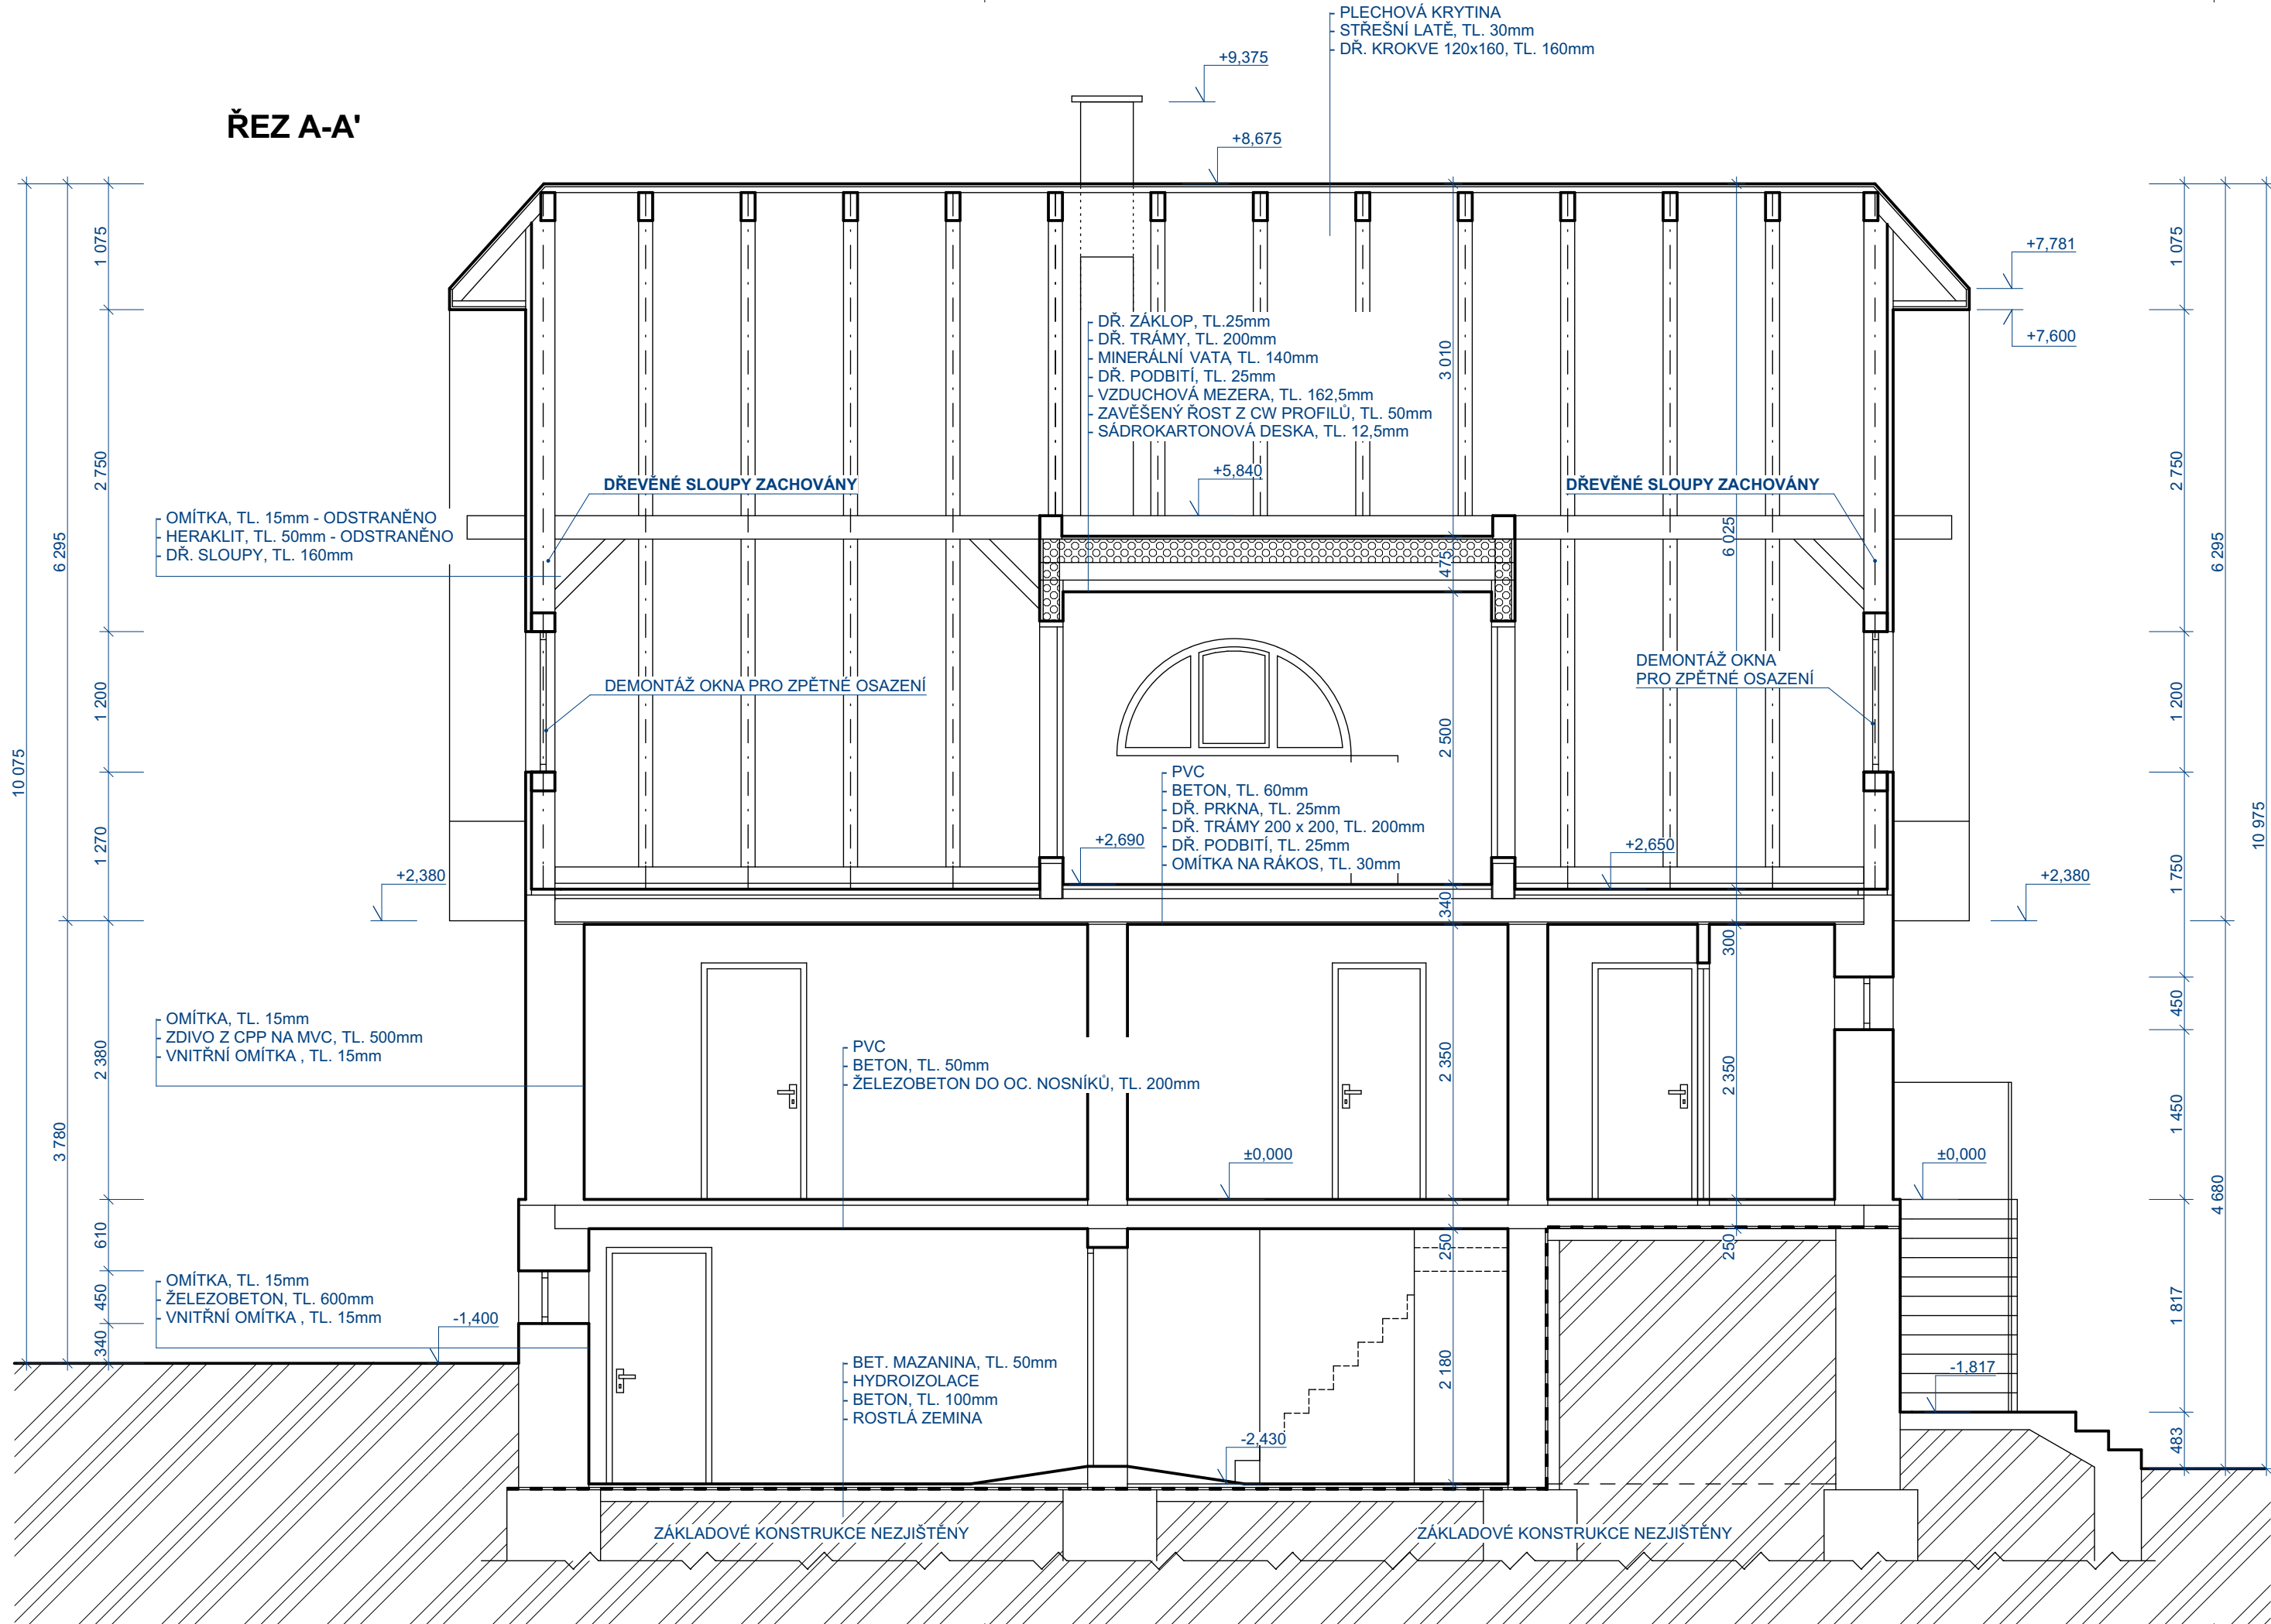 - PLECHOVÁ KRYTINA
- STŘEŠNÍ LATĚ, TL. 30mm
- DŘ. KROKVE 120x160, TL. 160mm
+9,375
ŘEZ A-A'
+8,675
+7,781
+7,600
- DŘ. ZÁKLOP, TL.25mm
- DŘ. TRÁMY, TL. 200mm
- MINERÁLNÍ VATA TL. 140mm
- DŘ. PODBITÍ, TL. 25mm
- VZDUCHOVÁ MEZERA, TL. 162,5mm
- ZAVĚŠENÝ ROŠT Z CW PROFILŮ, TL. 50mm
- SÁDROKARTONOVÁ DESKA, TL. 12,5mm
+5,840
DŘEVĚNÉ SLOUPY ZACHOVÁNY
DŘEVĚNÉ SLOUPY ZACHOVÁNY
- OMÍTKA, TL. 15mm - ODSTRANĚNO
- HERAKLIT, TL. 50mm - ODSTRANĚNO
- DŘ. SLOUPY, TL. 160mm
DEMONTÁŽ OKNA PRO ZPĚTNÉ OSAZENÍ
DEMONTÁŽ OKNA
PRO ZPĚTNÉ OSAZENÍ
- PVC
- BETON, TL. 60mm
- DŘ. PRKNA, TL. 25mm
- DŘ. TRÁMY 200 x 200, TL. 200mm
- DŘ. PODBITÍ, TL. 25mm
- OMÍTKA NA RÁKOS, TL. 30mm
+2,690
+2,650
+2,380
+2,380
- OMÍTKA, TL. 15mm
- ZDIVO Z CPP NA MVC, TL. 500mm
- VNITŘNÍ OMÍTKA , TL. 15mm
- PVC
- BETON, TL. 50mm
- ŽELEZOBETON DO OC. NOSNÍKŮ, TL. 200mm
±0,000
±0,000
- OMÍTKA, TL. 15mm
- ŽELEZOBETON, TL. 600mm
- VNITŘNÍ OMÍTKA , TL. 15mm
-1,400
- BET. MAZANINA, TL. 50mm
- HYDROIZOLACE
- BETON, TL. 100mm
- ROSTLÁ ZEMINA
-2,430
-1,817
ZÁKLADOVÉ KONSTRUKCE NEZJIŠTĚNY
ZÁKLADOVÉ KONSTRUKCE NEZJIŠTĚNY
10 075
6 295
3 780
1 075
2 750
1 200
1 270
2 380
610
450
340
3 010
475
2 500
340
2 350
250
2 180
6 025
300
2 350
250
1 075
2 750
1 200
1 750
450
1 450
1 817
483
6 295
4 680
10 975